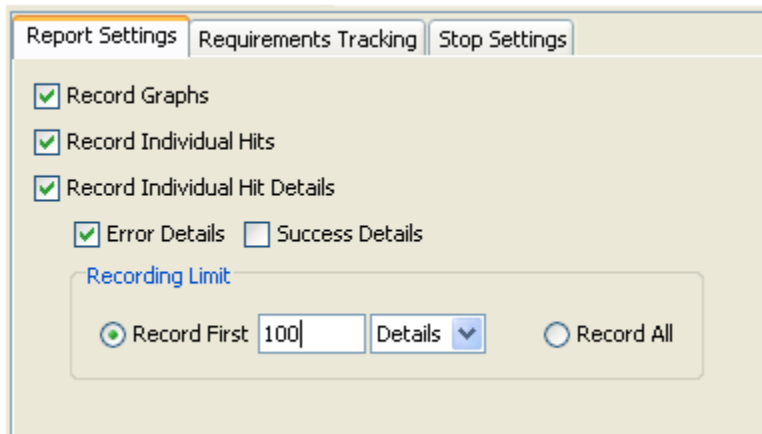 Report Settings Requirements Tracking Stop Settings
Record Graphs
Record Individual Hits
Record Individual Hit Details
Error Details Success Details
Recording Limit
Record First 100 Details Record All